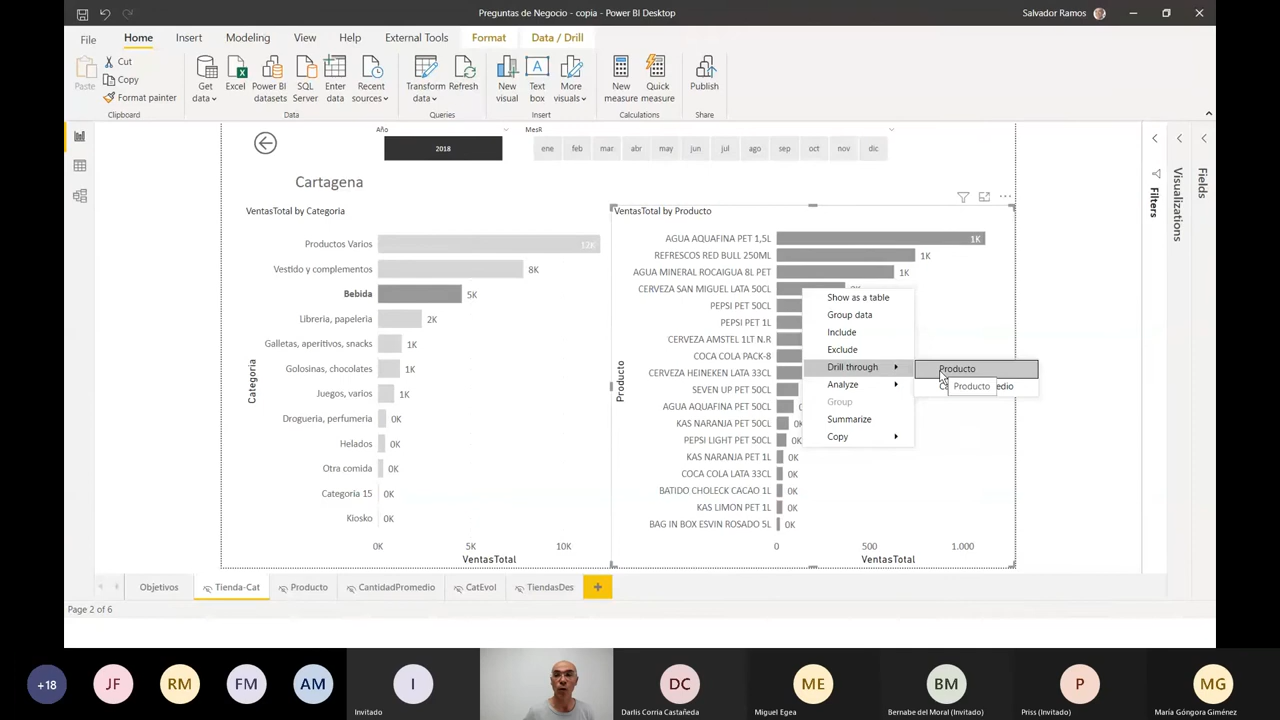 Preguntas de Negocio - copia - Power BI Desktop
Salvador Ramos
File Home Insert Modeling View Help External Tools Format Data / Drill
Paste
Cut
Copy
Format painter
Get data
Excel
Power BI datasets
SQL Server
Enter data
Recent sources
Transform data
Refresh
New visual
Text box
More visuals
New measure
Quick measure
Publish
Clipboard Data Queries Insert Calculations Share
Año
2018
MesR
ene feb mar abr may jun jul ago sep oct nov dic
Cartagena
VentasTotal by Categoria
Categoria
Productos Varios 12K
Vestido y complementos 8K
Bebida 5K
Libreria, papeleria 2K
Galletas, aperitivos, snacks 1K
Golosinas, chocolates 1K
Juegos, varios 1K
Drogueria, perfumeria 0K
Helados 0K
Otra comida 0K
Categoria 15 0K
Kiosko 0K
0K 5K 10K
VentasTotal
VentasTotal by Producto
Producto
AGUA AQUAFINA PET 1,5L 1K
REFRESCOS RED BULL 250ML 1K
AGUA MINERAL ROCAIGUA 8L PET 1K
CERVEZA SAN MIGUEL LATA 50CL
PEPSI PET 50CL
PEPSI PET 1L
CERVEZA AMSTEL 1LT N.R
COCA COLA PACK-8
CERVEZA HEINEKEN LATA 33CL
SEVEN UP PET 50CL
AGUA AQUAFINA PET 50CL
KAS NARANJA PET 50CL
PEPSI LIGHT PET 50CL 0K
KAS NARANJA PET 1L 0K
COCA COLA LATA 33CL 0K
BATIDO CHOLECK CACAO 1L 0K
KAS LIMON PET 1L 0K
BAG IN BOX ESVIN ROSADO 5L 0K
0 500 1.000
VentasTotal
Show as a table
Group data
Include
Exclude
Drill through
Analyze
Group
Summarize
Copy
Producto
Producto
Filters
Visualizations
Fields
Objetivos Tienda-Cat Producto CantidadPromedio CatEvol TiendasDes +
Page 2 of 6
+18 JF RM FM AM I DC ME BM P MG
Invitado
Darlis Corria Castañeda
Miguel Egea
Bernabe del Moral (Invitado)
Priss (Invitado)
María Góngora Giménez